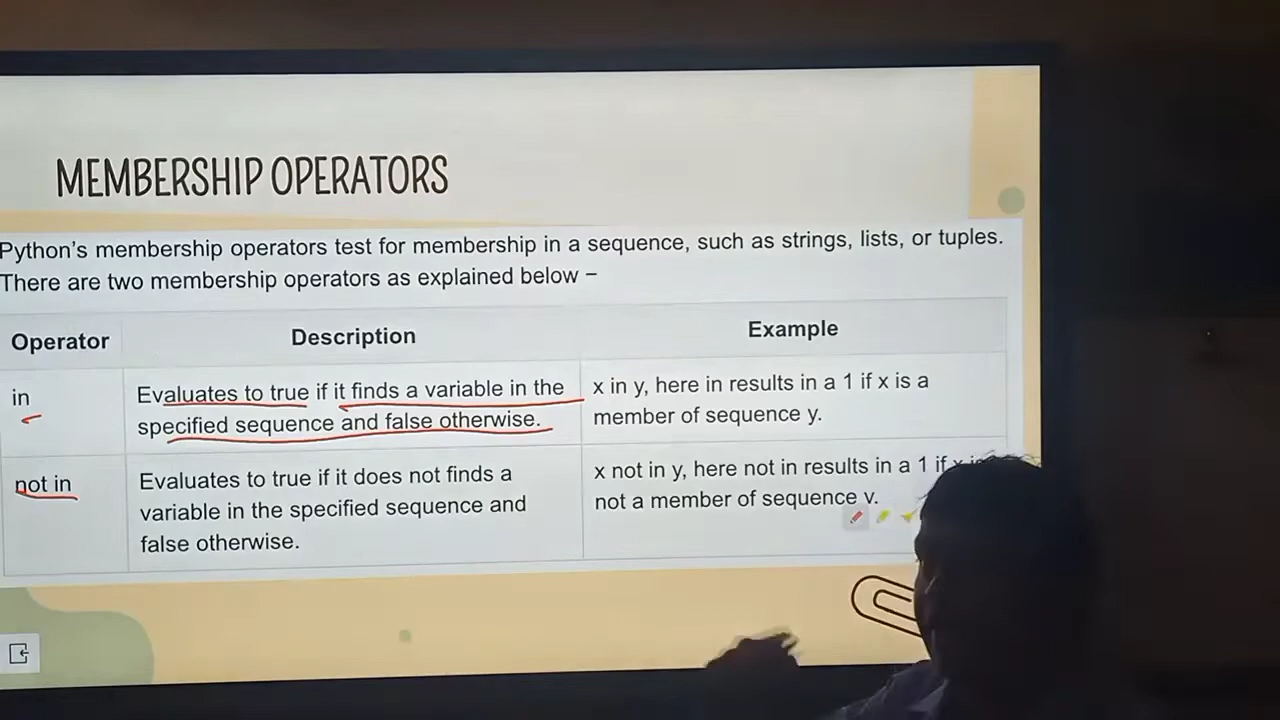 MEMBERSHIP OPERATORS
Python's membership operators test for membership in a sequence, such as strings, lists, or tuples.
There are two membership operators as explained below −
Operator
Description
Example
in
Evaluates to true if it finds a variable in the
specified sequence and false otherwise.
x in y, here in results in a 1 if x is a
member of sequence y.
not in
Evaluates to true if it does not finds a
variable in the specified sequence and
false otherwise.
x not in y, here not in results in a 1 if x
not a member of sequence y.